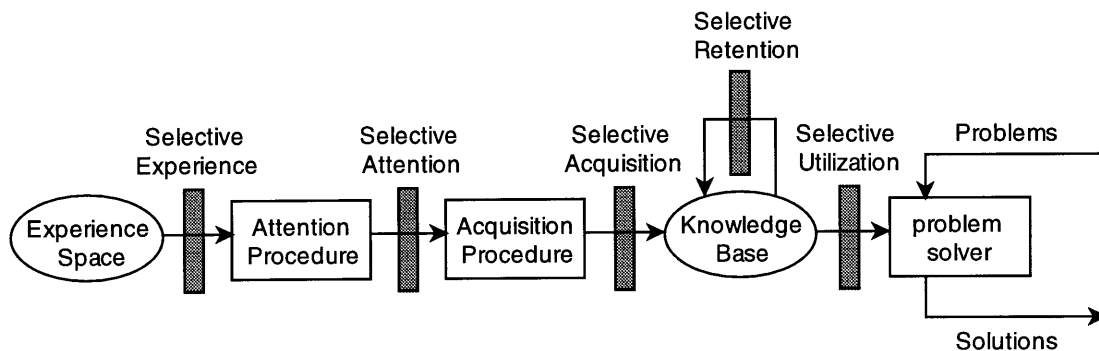 Selective
Retention
Selective
Experience
Selective
Attention
Selective
Acquisition
Selective
Utilization
Problems
Experience
Space
Attention
Procedure
Acquisition
Procedure
Knowledge
Base
problem
solver
Solutions